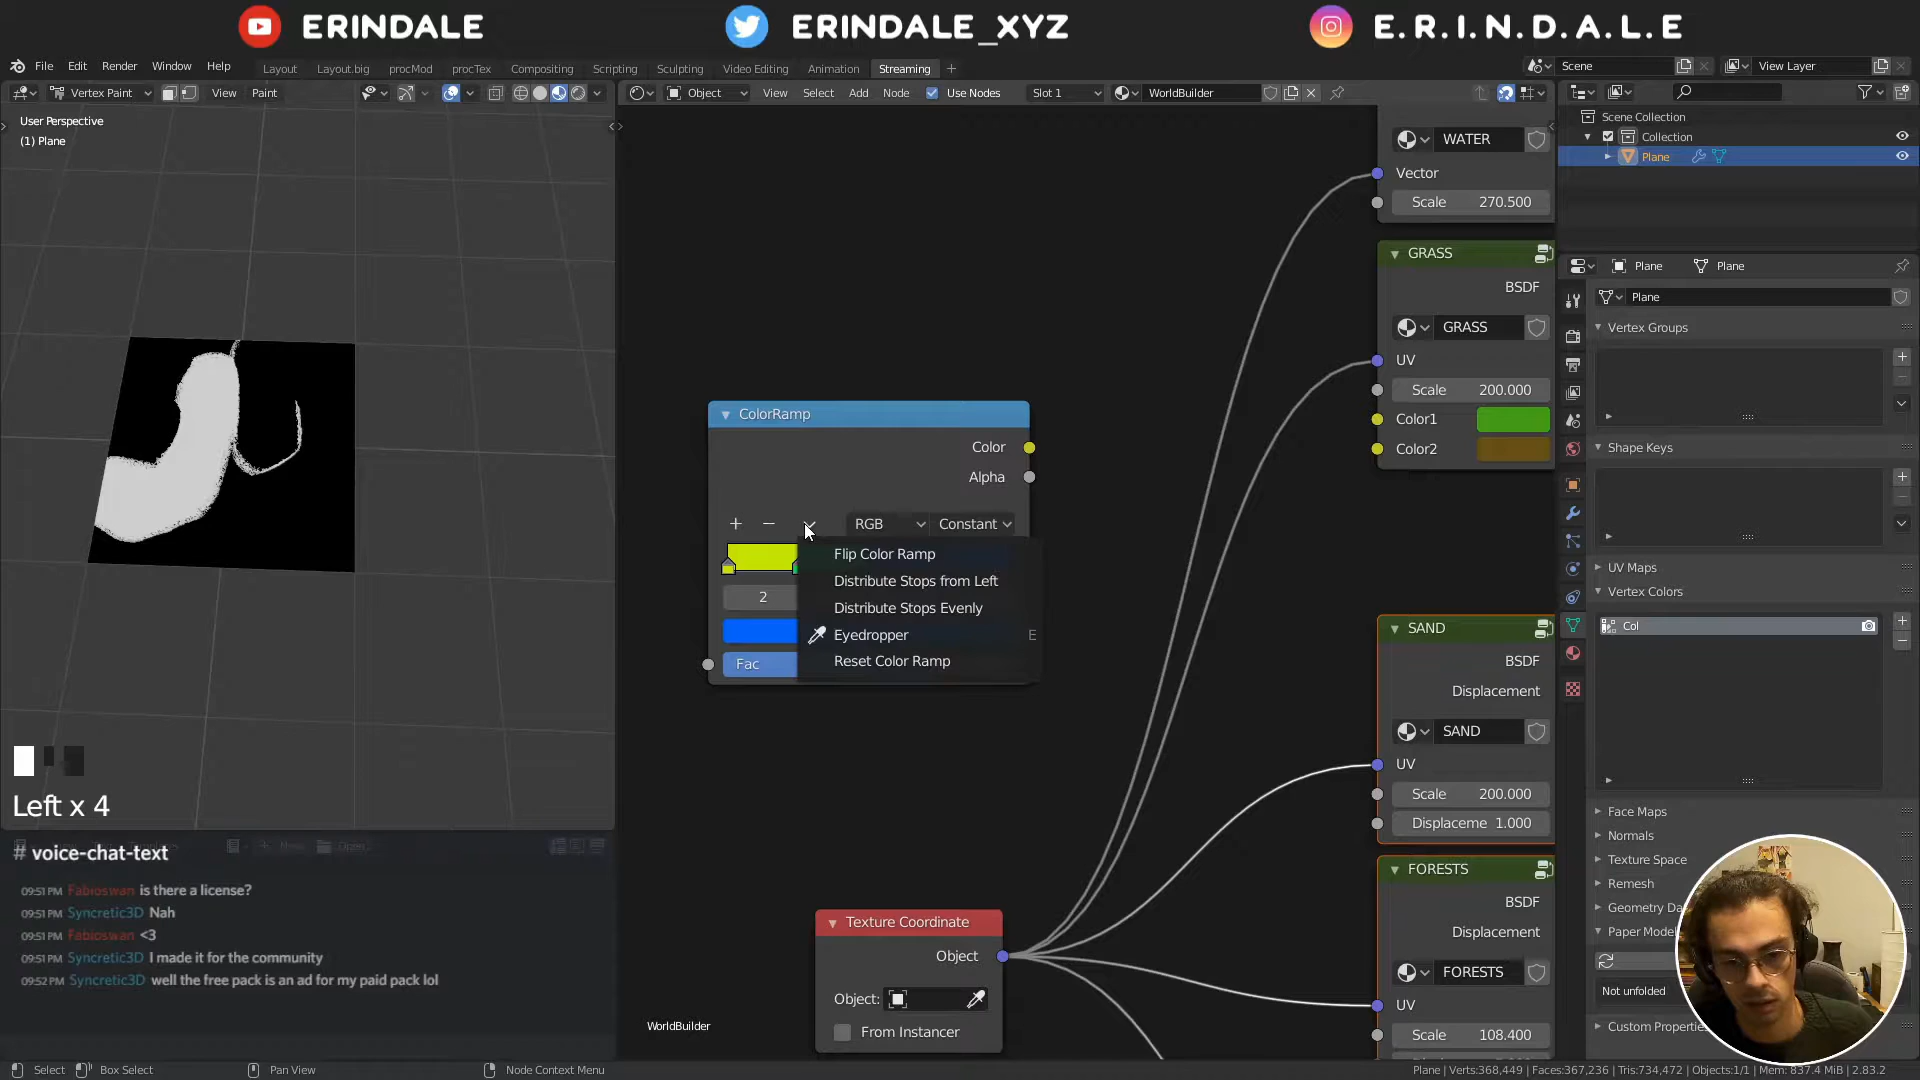 ERINDALE
ERINDALE_XYZ
E.R.I.N.D.A.L.E
File Edit Render Window Help
Layout Layout.big procMod procTex Compositing Scripting Sculpting Video Editing Animation Streaming
Scene
View Layer
Vertex Paint View Paint
Object View Select Add Node Use Nodes Slot 1 WorldBuilder
User Perspective
(1) Plane
Scene Collection
Collection
Plane
WATER
Vector
Scale 270.500
GRASS
BSDF
GRASS
UV
Scale 200.000
Color1
Color2
ColorRamp
Color
Alpha
RGB Constant
Flip Color Ramp
Distribute Stops from Left
2
Distribute Stops Evenly
Eyedropper E
Fac
Reset Color Ramp
SAND
BSDF
Displacement
SAND
UV
Scale 200.000
Displaceme 1.000
FORESTS
BSDF
Displacement
FORESTS
UV
Scale 108.400
Texture Coordinate
Object
Object:
From Instancer
WorldBuilder
Plane Plane
Plane
Vertex Groups
Shape Keys
UV Maps
Vertex Colors
Col
Face Maps
Normals
Texture Space
Remesh
Geometry Da
Paper Model
Not unfolded
Custom Propertie
Left x 4
# voice-chat-text
09:51 PM Fabioswan is there a license?
09:51 PM Syncretic3D Nah
09:51 PM Fabioswan <3
09:51 PM Syncretic3D I made it for the community
09:52 PM Syncretic3D well the free pack is an ad for my paid pack lol
Select Box Select Pan View Node Context Menu
Plane | Verts:368,449 | Faces:367,236 | Tris:734,472 | Objects:1/1 | Mem: 837.4 MiB | 2.83.2